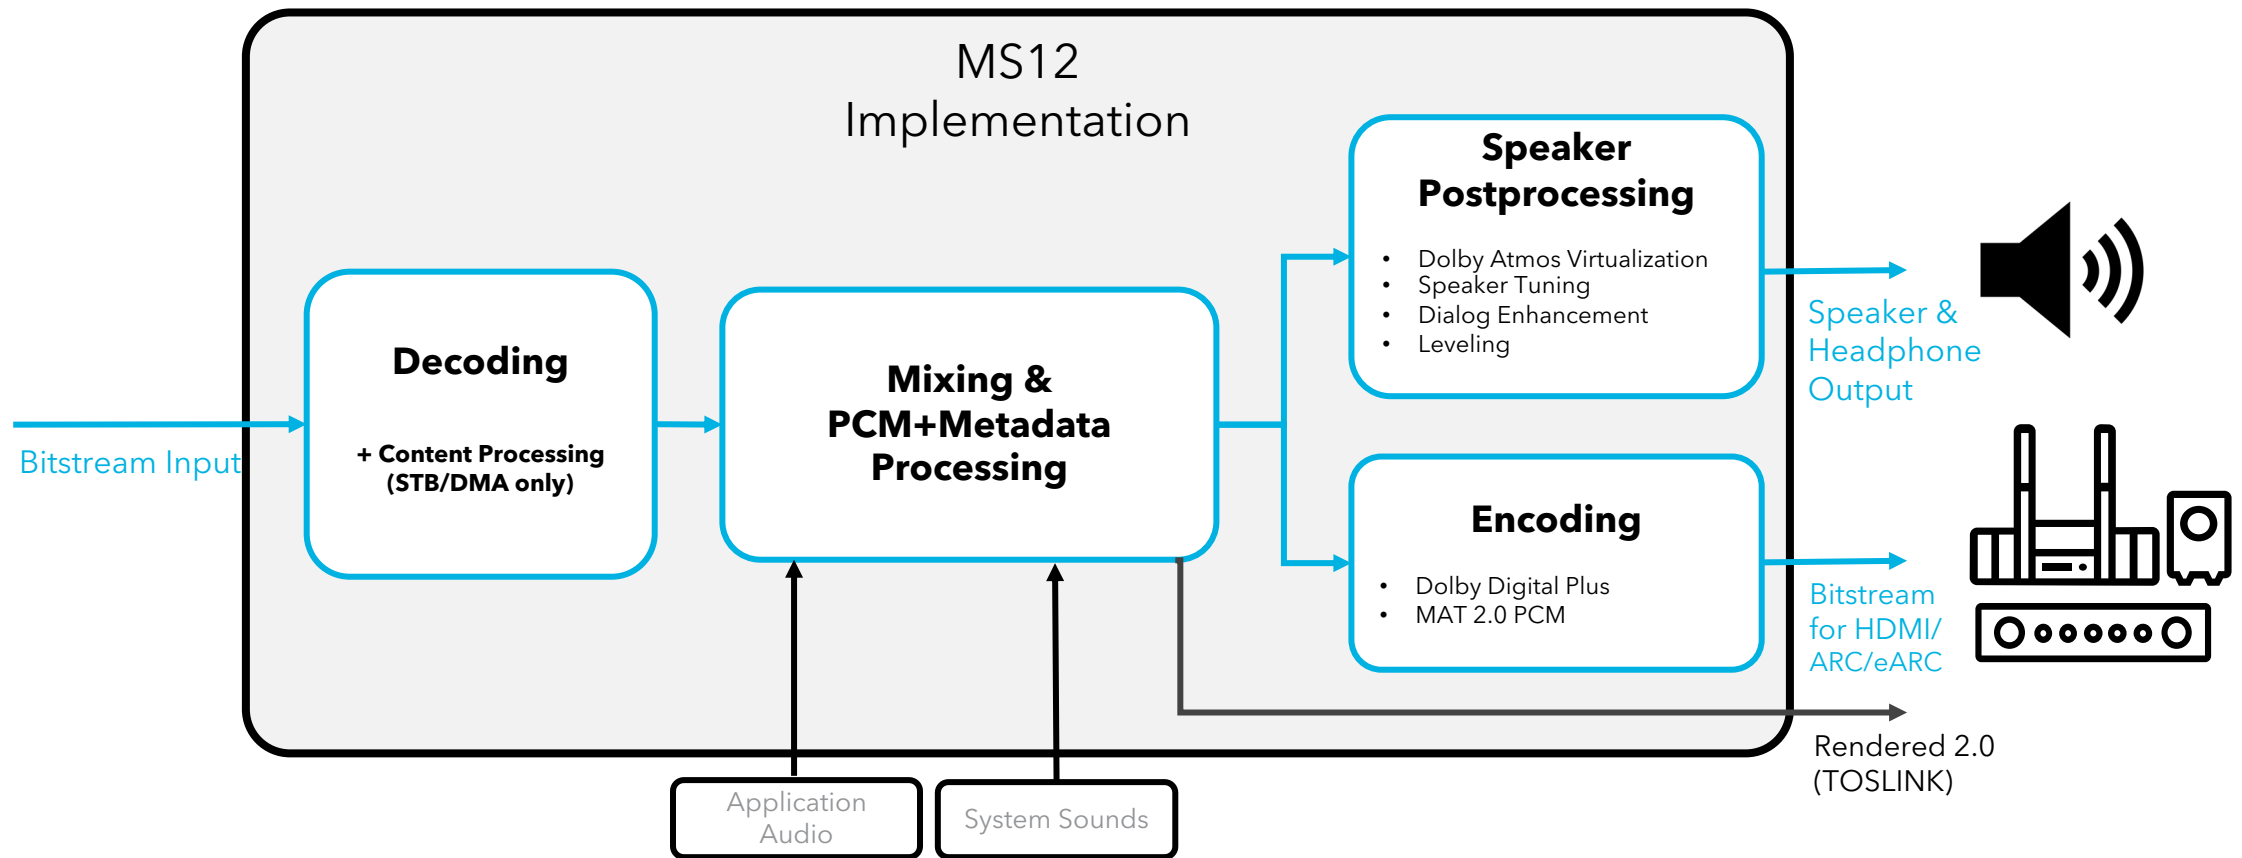 MS12
Implementation
Speaker
Postprocessing
• Dolby Atmos Virtualization
• Speaker Tuning
• Dialog Enhancement
• Leveling
Decoding
+ Content Processing
(STB/DMA only)
Mixing &
PCM+Metadata
Processing
Speaker &
Headphone
Output
Bitstream Input
Encoding
• Dolby Digital Plus
• MAT 2.0 PCM
Bitstream
for HDMI/
ARC/eARC
Rendered 2.0
(TOSLINK)
Application
Audio
System Sounds